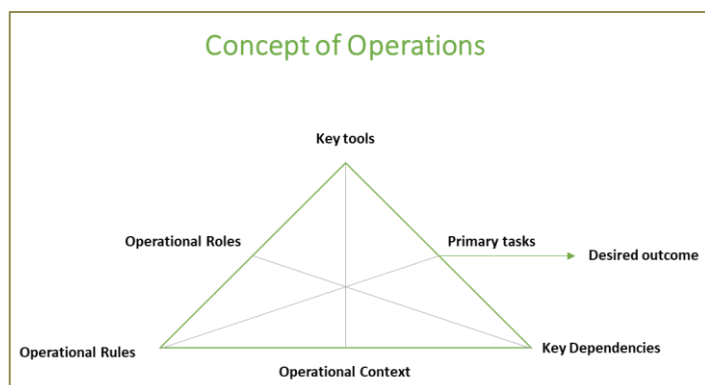 Concept of Operations
Key tools
Operational Roles
Primary tasks
Desired outcome
Operational Rules
Key Dependencies
Operational Context